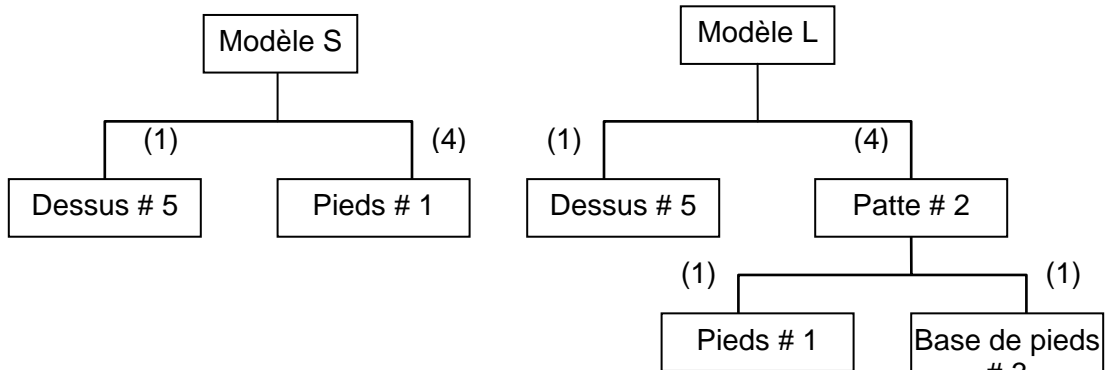 Modèle S
Modèle L
(1)
(4)
(1)
(4)
Dessus # 5
Pieds # 1
Dessus # 5
Patte # 2
(1)
(1)
Pieds # 1
Base de pieds